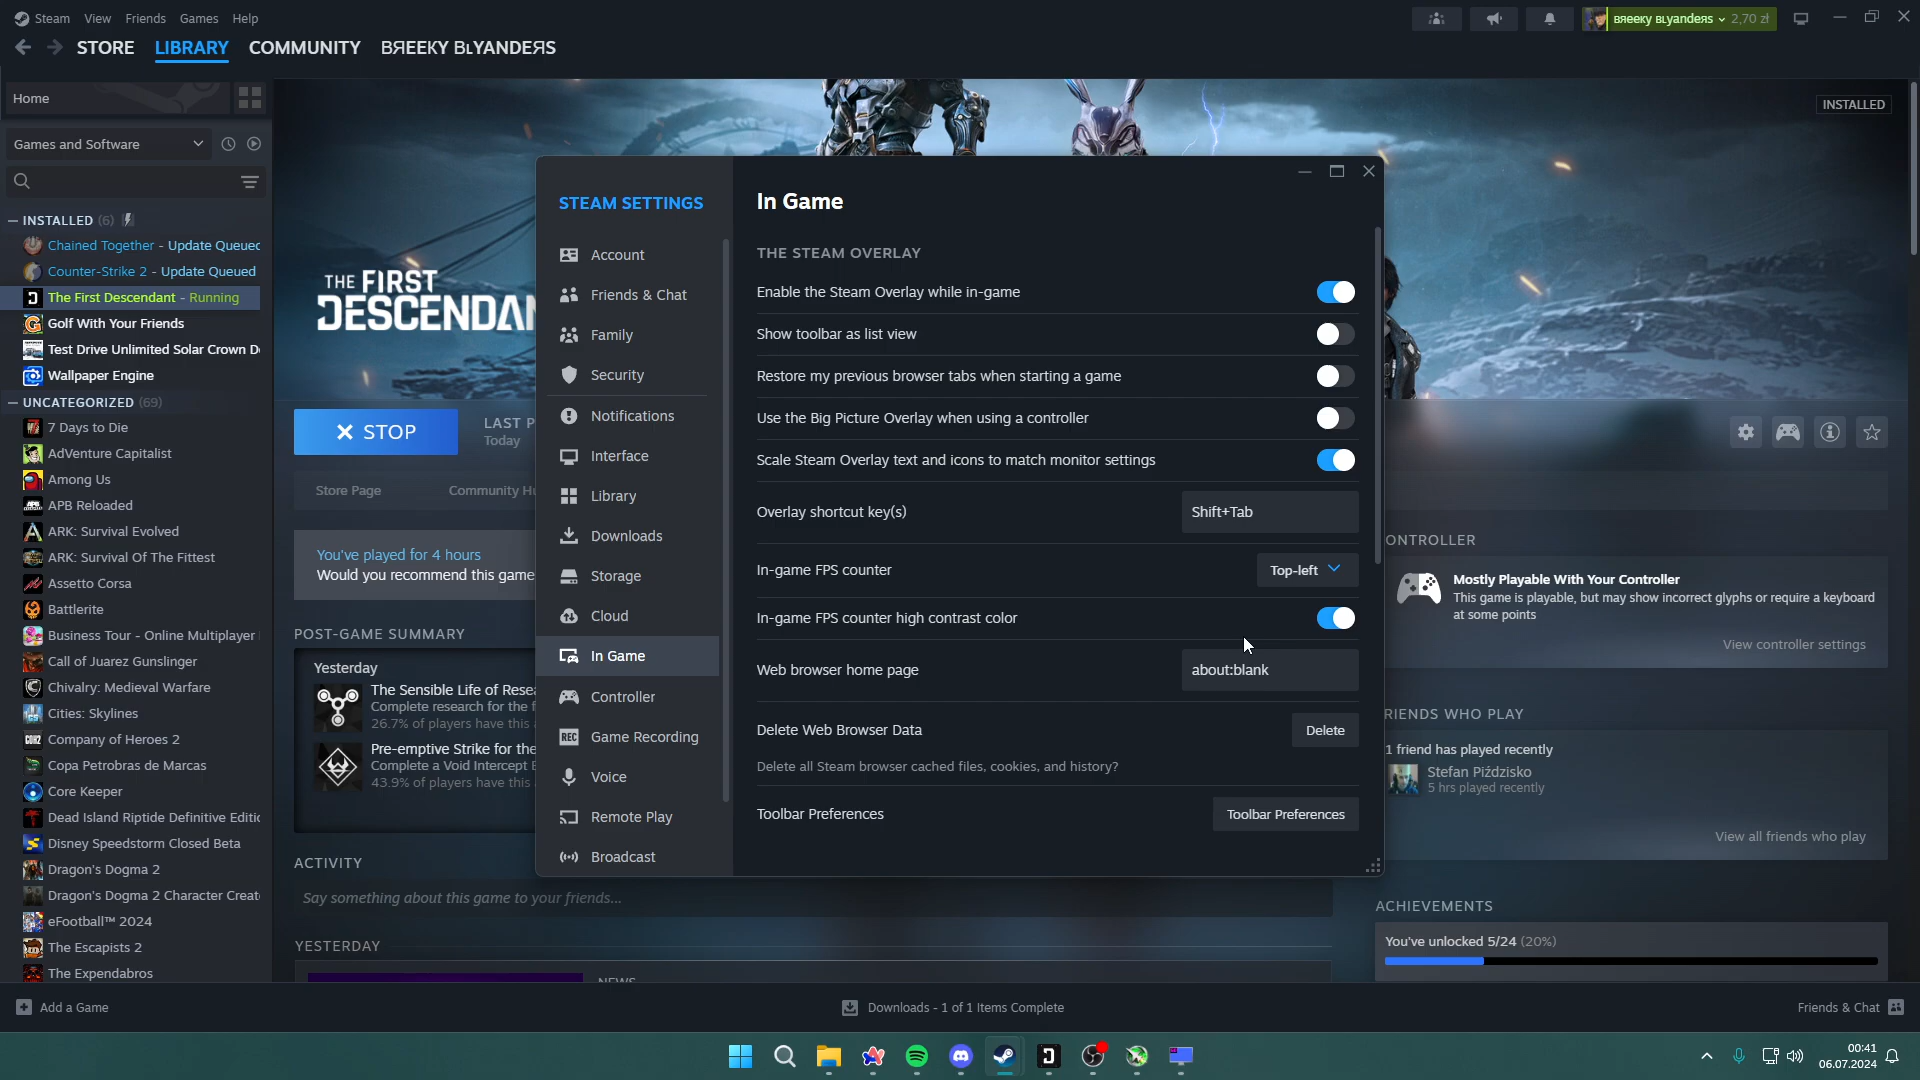 Steam View Friends Games Help
вяeeky вʟyandeяs 2,70 zł
STORE LIBRARY COMMUNITY BЯEEKY BLYANDEЯS
Home
INSTALLED
Games and Software
INSTALLED (6)
Chained Together - Update Queued
Counter-Strike 2 - Update Queued
The First Descendant - Running
Golf With Your Friends
Test Drive Unlimited Solar Crown
Wallpaper Engine
UNCATEGORIZED (69)
7 Days to Die
AdVenture Capitalist
Among Us
APB Reloaded
ARK: Survival Evolved
ARK: Survival Of The Fittest
Assetto Corsa
Battlerite
Business Tour - Online Multiplayer
Call of Juarez Gunslinger
Chivalry: Medieval Warfare
Cities: Skylines
Company of Heroes 2
Copa Petrobras de Marcas
Core Keeper
Dead Island Riptide Definitive
Disney Speedstorm Closed Beta
Dragon's Dogma 2
Dragon's Dogma 2 Character
eFootball™ 2024
The Escapists 2
The Expendabros
THE FIRST
DESCENDAN
STOP
LAST P
Today
Store Page Community Hu
You've played for 4 hours
Would you recommend this game
POST-GAME SUMMARY
Yesterday
The Sensible Life of Rese
Complete research for the f
26.7% of players have this
Pre-emptive Strike for the
Complete a Void Intercept
43.9% of players have this
ACTIVITY
Say something about this game to your friends...
YESTERDAY
NEWS
STEAM SETTINGS
Account
Friends & Chat
Family
Security
Notifications
Interface
Library
Downloads
Storage
Cloud
In Game
Controller
REC Game Recording
Voice
Remote Play
Broadcast
In Game
THE STEAM OVERLAY
Enable the Steam Overlay while in-game
Show toolbar as list view
Restore my previous browser tabs when starting a game
Use the Big Picture Overlay when using a controller
Scale Steam Overlay text and icons to match monitor settings
Overlay shortcut key(s) Shift+Tab
In-game FPS counter Top-left
In-game FPS counter high contrast color
Web browser home page about:blank
Delete Web Browser Data Delete
Delete all Steam browser cached files, cookies, and history?
Toolbar Preferences Toolbar Preferences
ONTROLLER
Mostly Playable With Your Controller
This game is playable, but may show incorrect glyphs or require a keyboard
at some points
View controller settings
RIENDS WHO PLAY
1 friend has played recently
Stefan Piździsko
5 hrs played recently
View all friends who play
ACHIEVEMENTS
You've unlocked 5/24 (20%)
Add a Game
Downloads - 1 of 1 Items Complete
Friends & Chat
00:41
06.07.2024